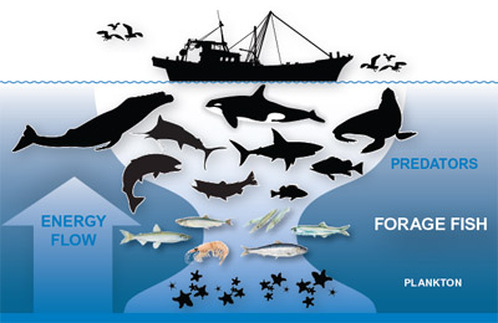 PREDATORS
ENERGY
FLOW
FORAGE FISH
PLANKTON